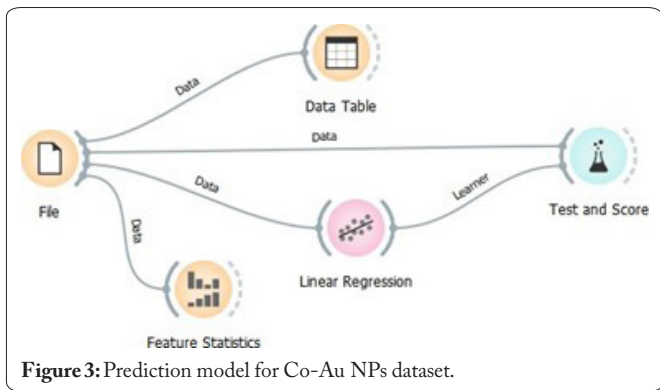 Data
Data Table
Data
File
Data
Learner
Test and Score
Data
Linear Regression
Feature Statistics
Figure 3: Prediction model for Co-Au NPs dataset.